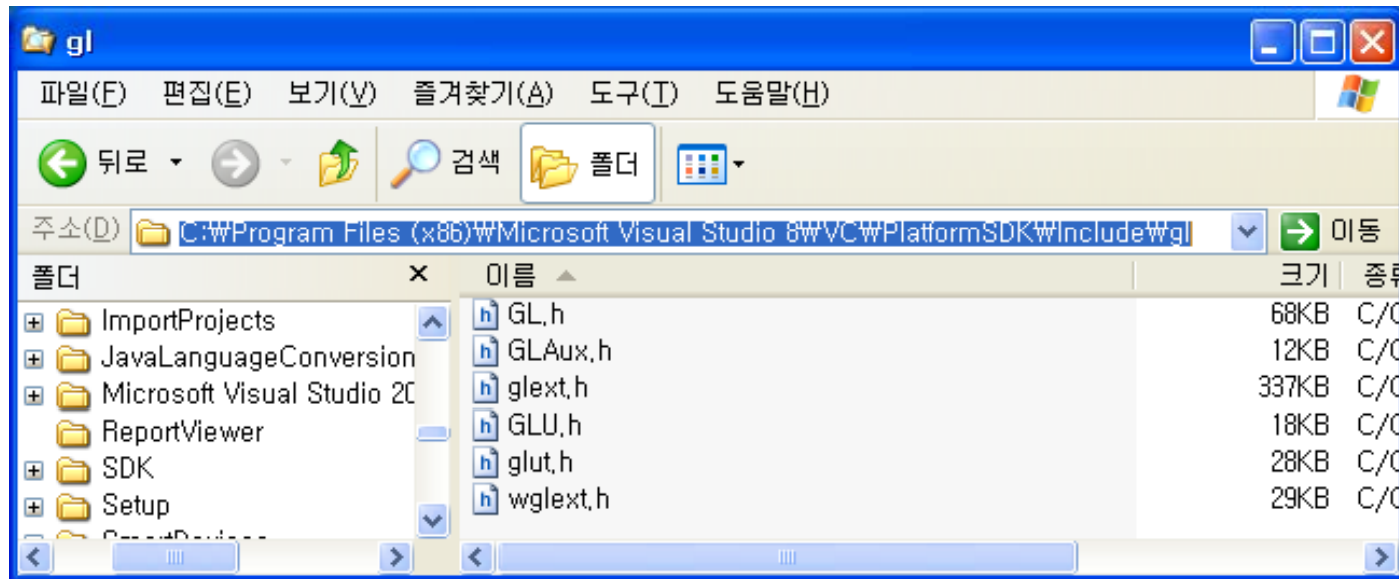 gl
파일(F) 편집(E) 보기(V) 즐겨찾기(A) 도구(T) 도움말(H)
뒤로 검색 폴더
주소(D) C:₩Program Files (x86)₩Microsoft Visual Studio 8₩VC₩PlatformSDK₩Include₩gl 이동
폴더 × 이름 크기
ImportProjects
JavaLanguageConversion
Microsoft Visual Studio 20
ReportViewer
SDK
Setup
GL.h 68KB C/C
GLAux.h 12KB C/C
glext.h 337KB C/C
GLU.h 18KB C/C
glut.h 28KB C/C
wglext.h 29KB C/C